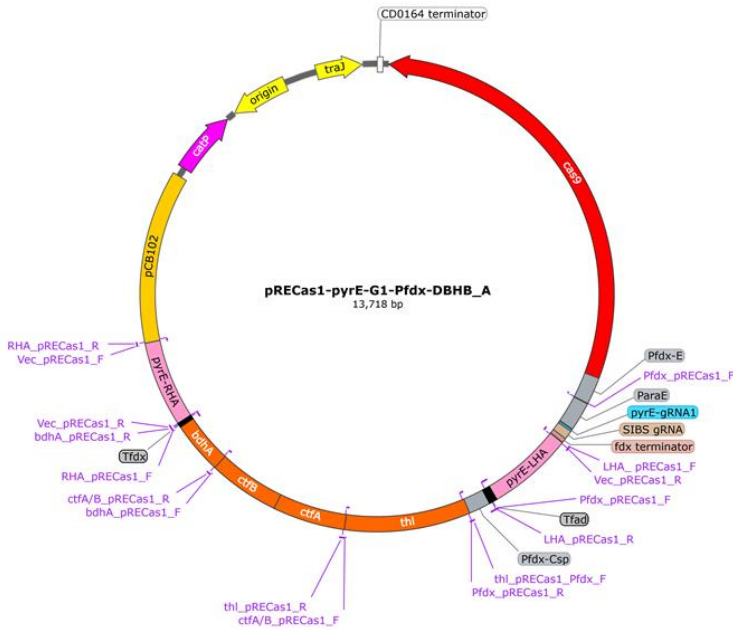 CD0164 terminator
traJ
origin
catP
cas9
pCB102
pRECas1-pyrE-G1-Pfdx-DBHB_A
13,718 bp
RHA_pRECas1_R
Vec_pRECas1_F
pyrE-RHA
Pfdx-E
Pfdx_pRECas1_F
ParaE
pyrE-gRNA1
SIBS gRNA
fdx terminator
LHA_ pRECas1_F
Vec_pRECas1_R
pyrE-LHA
Vec_pRECas1_R
bdhA_pRECas1_R
Tfdx
RHA_pRECas1_F
bdhA
ctfB
ctfA
thl
ctfA/B_pRECas1_R
bdhA_pRECas1_F
Pfdx_pRECas1_F
Tfad
LHA_pRECas1_R
Pfdx-Csp
thl_pRECas1_Pfdx_F
Pfdx_pRECas1_R
thl_pRECas1_R
ctfA/B_pRECas1_F